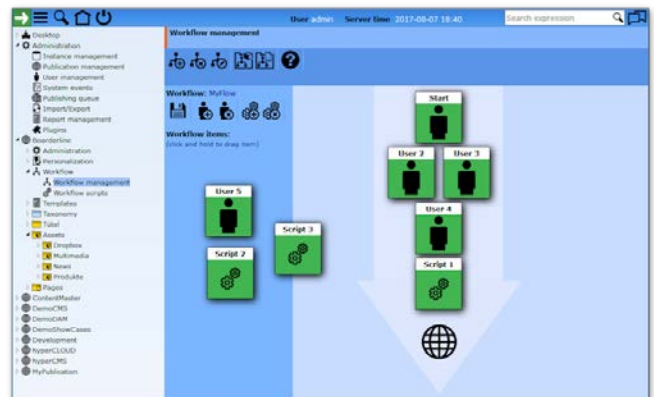 User admin Server time 2017-08-07 18:40
Search expression
Desktop
Administration
Instance management
Publication management
User management
System events
Publishing queue
Import/Export
Report management
Plugins
Boarderline
Administration
Personalization
Workflow
Workflow management
Workflow scripts
Templates
Taxonomy
Tübel
Assets
Dropbox
Multimedia
News
Produkte
Pages
ContentMaster
DemoCMS
DemoDAM
DemoShowCases
Development
hyperCLOUD
hyperCMS
MyPublication
Workflow management
Workflow: MyFlow
Workflow items:
(click and hold to drag item)
Start
User 2
User 3
User 4
Script 1
User 5
Script 3
Script 2